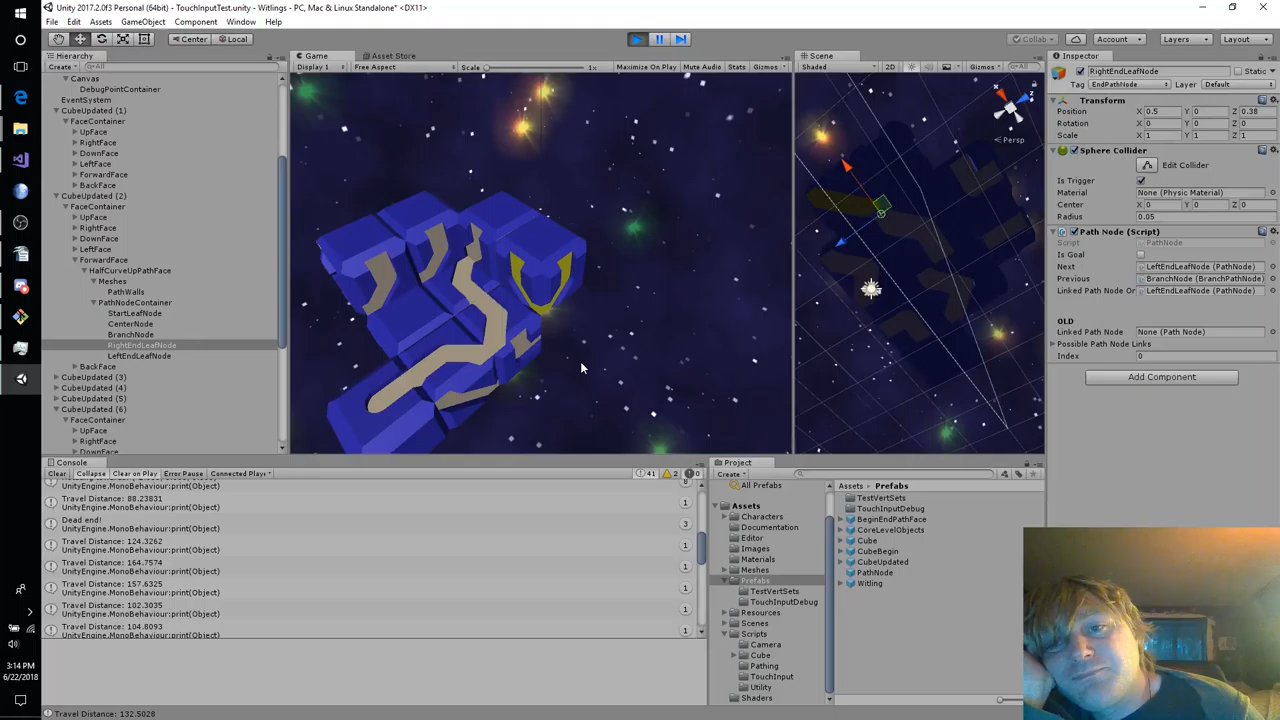 Unity 2017.2.0f3 Personal (64bit) - TouchInputTest.unity - Witlings - PC, Mac & Linux Standalone* <DX11>
File Edit Assets GameObject Component Window Help
Center Local
Collab Account Layers Layout
Hierarchy
Create All
Canvas
DebugPointContainer
EventSystem
CubeUpdated (1)
FaceContainer
UpFace
RightFace
DownFace
LeftFace
ForwardFace
BackFace
CubeUpdated (2)
FaceContainer
UpFace
RightFace
DownFace
LeftFace
ForwardFace
HalfCurveUpPathFace
Meshes
PathWalls
PathNodeContainer
StartLeafNode
CenterNode
BranchNode
RightEndLeafNode
LeftEndLeafNode
BackFace
CubeUpdated (3)
CubeUpdated (4)
CubeUpdated (5)
CubeUpdated (6)
FaceContainer
UpFace
RightFace
DownFace
Game Asset Store
Display 1 Free Aspect Scale 1x Maximize On Play Mute Audio Stats Gizmos
Scene
Shaded 2D Gizmos All
x z
Persp
Inspector
RightEndLeafNode Static
Tag EndPathNode Layer Default
Transform
Position X 0.5 Y 0 Z 0.38
Rotation X 0 Y 0 Z 0
Scale X 1 Y 1 Z 1
Sphere Collider
Edit Collider
Is Trigger
Material None (Physic Material)
Center X 0 Y 0 Z 0
Radius 0.05
Path Node (Script)
Script PathNode
Is Goal
Next LeftEndLeafNode (PathNode)
Previous BranchNode (BranchPathNode)
Linked Path Node Or LeftEndLeafNode (PathNode)
OLD
Linked Path Node None (Path Node)
Possible Path Node Links
Index 0
Add Component
Console
Clear Collapse Clear on Play Error Pause Connected Play 41 2 0
UnityEngine.MonoBehaviour:print(Object) 8
Travel Distance: 88.23831
UnityEngine.MonoBehaviour:print(Object) 1
Dead end!
UnityEngine.MonoBehaviour:print(Object) 3
Travel Distance: 124.3262
UnityEngine.MonoBehaviour:print(Object) 1
Travel Distance: 164.7574
UnityEngine.MonoBehaviour:print(Object) 1
Travel Distance: 157.6325
UnityEngine.MonoBehaviour:print(Object) 1
Travel Distance: 102.3035
UnityEngine.MonoBehaviour:print(Object) 1
Travel Distance: 104.8093
UnityEngine.MonoBehaviour:print(Object) 1
Travel Distance: 132.5028
Project
Create
All Prefabs
Assets
Characters
Documentation
Editor
Images
Materials
Meshes
Prefabs
TestVertSets
TouchInputDebug
Resources
Scenes
Scripts
Camera
Cube
Pathing
TouchInput
Utility
Shaders
Assets Prefabs
TestVertSets
TouchInputDebug
BeginEndPathFace
CoreLevelObjects
Cube
CubeBegin
CubeUpdated
PathNode
Witling
3:14 PM
6/22/2018